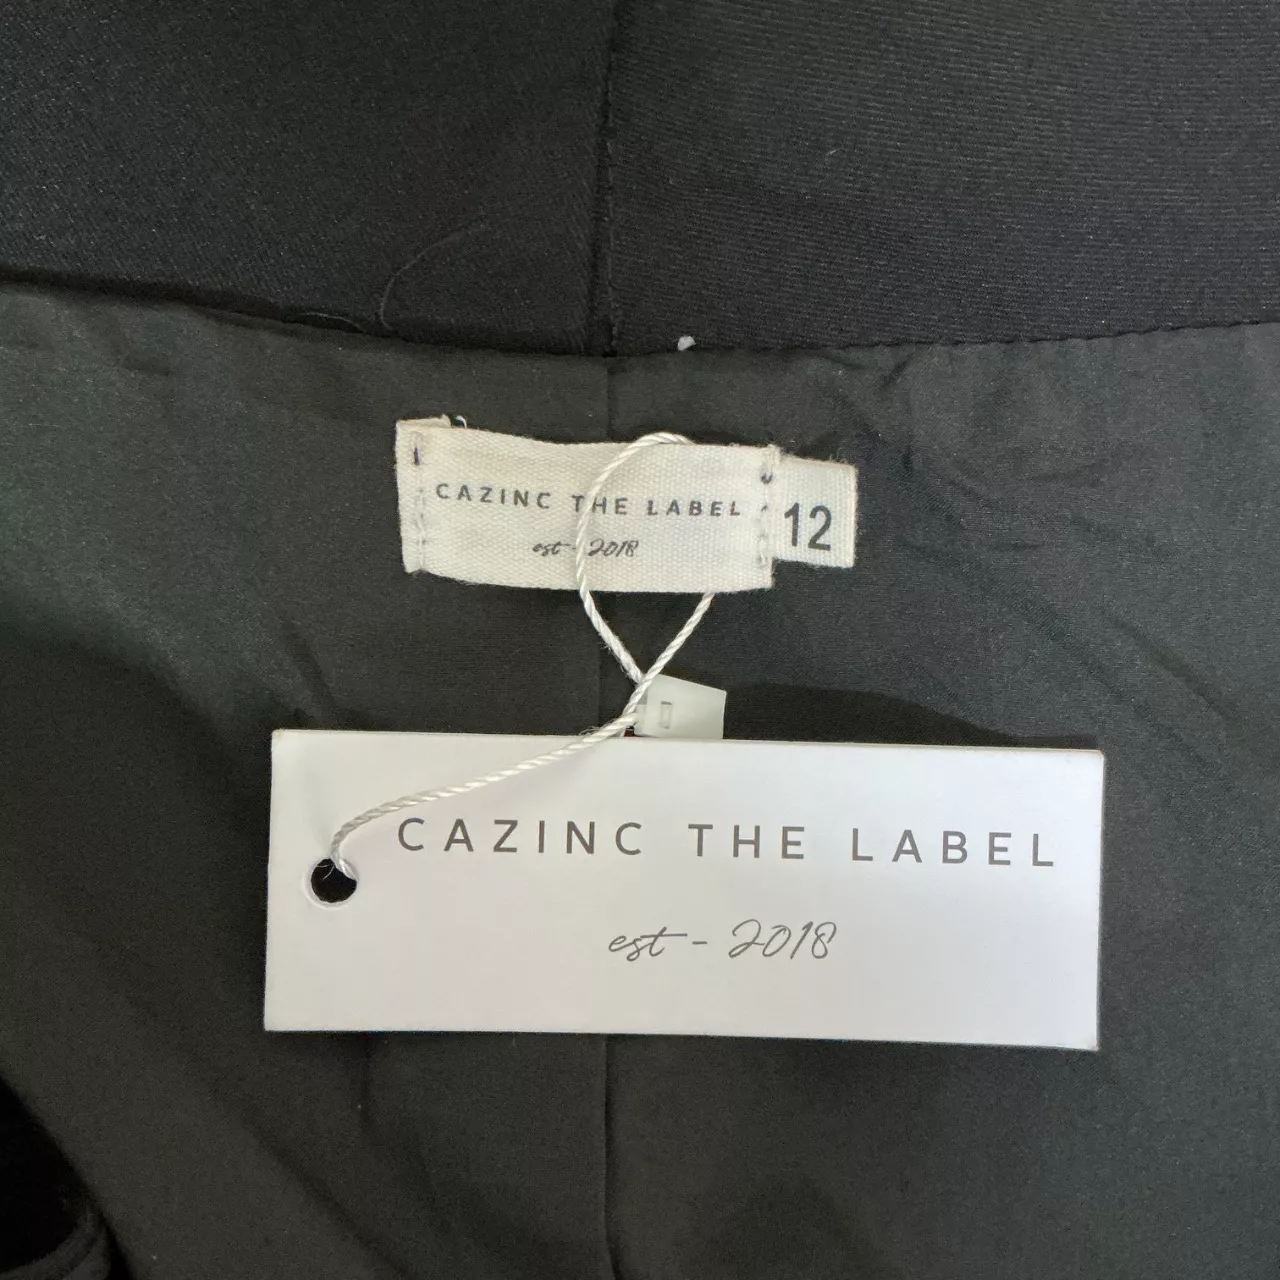 CAZINC THE LABEL
est - 2018
12
CAZINC THE LABEL
est - 2018